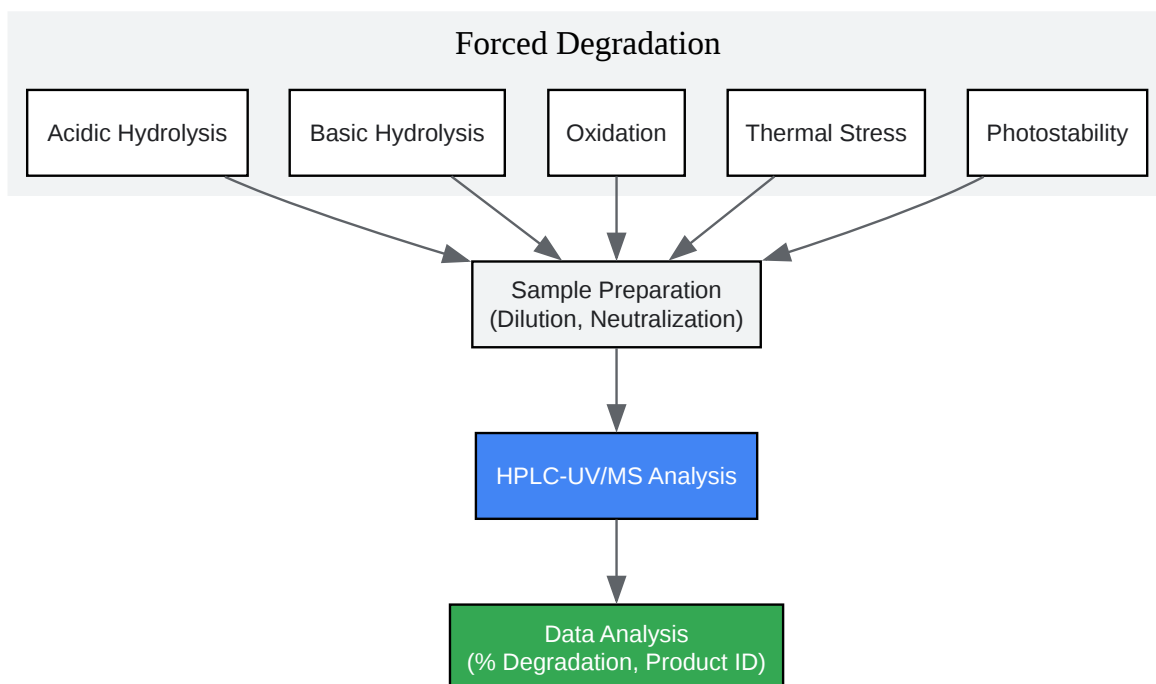 Forced Degradation
Acidic Hydrolysis
Basic Hydrolysis
Oxidation
Thermal Stress
Photostability
Sample Preparation
(Dilution, Neutralization)
HPLC-UV/MS Analysis
Data Analysis
(% Degradation, Product ID)